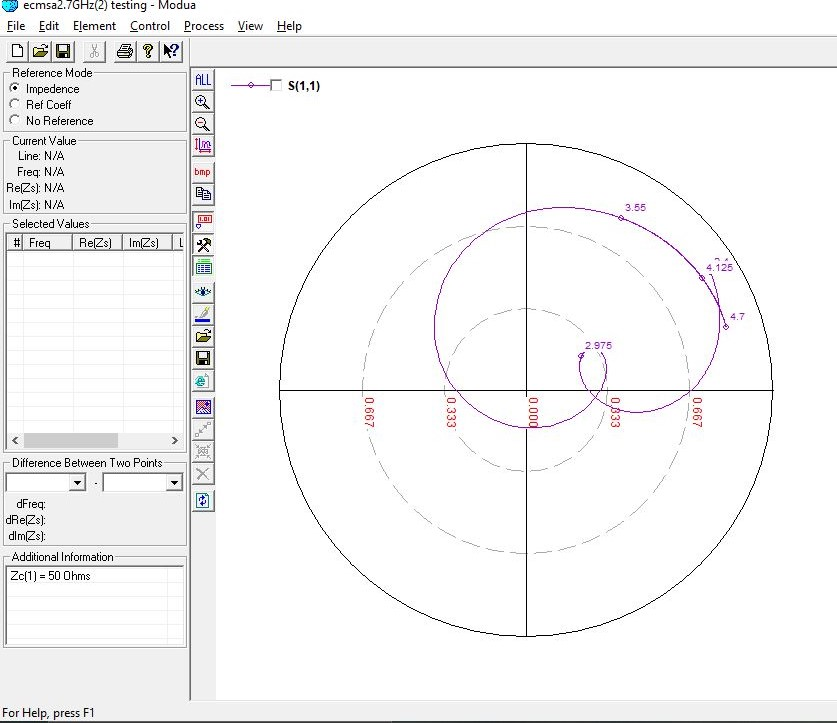 ecmsa2.7GHz(2) testing - Modua
File Edit Element Control Process View Help
Reference Mode
Impedence
Ref Coeff
No Reference
Current Value
Line: N/A
Freq: N/A
Re(Zs): N/A
Im(Zs): N/A
Selected Values
# Freq Re(Zs) Im(Zs) L
Difference Between Two Points
-
dFreq:
dRe(Zs):
dIm(Zs):
Additional Information
Zc(1) = 50 Ohms
ALL
bmp
1.01
S(1,1)
3.55
4.125
4.7
2.975
0.667
0.333
0.000
0.333
0.667
For Help, press F1